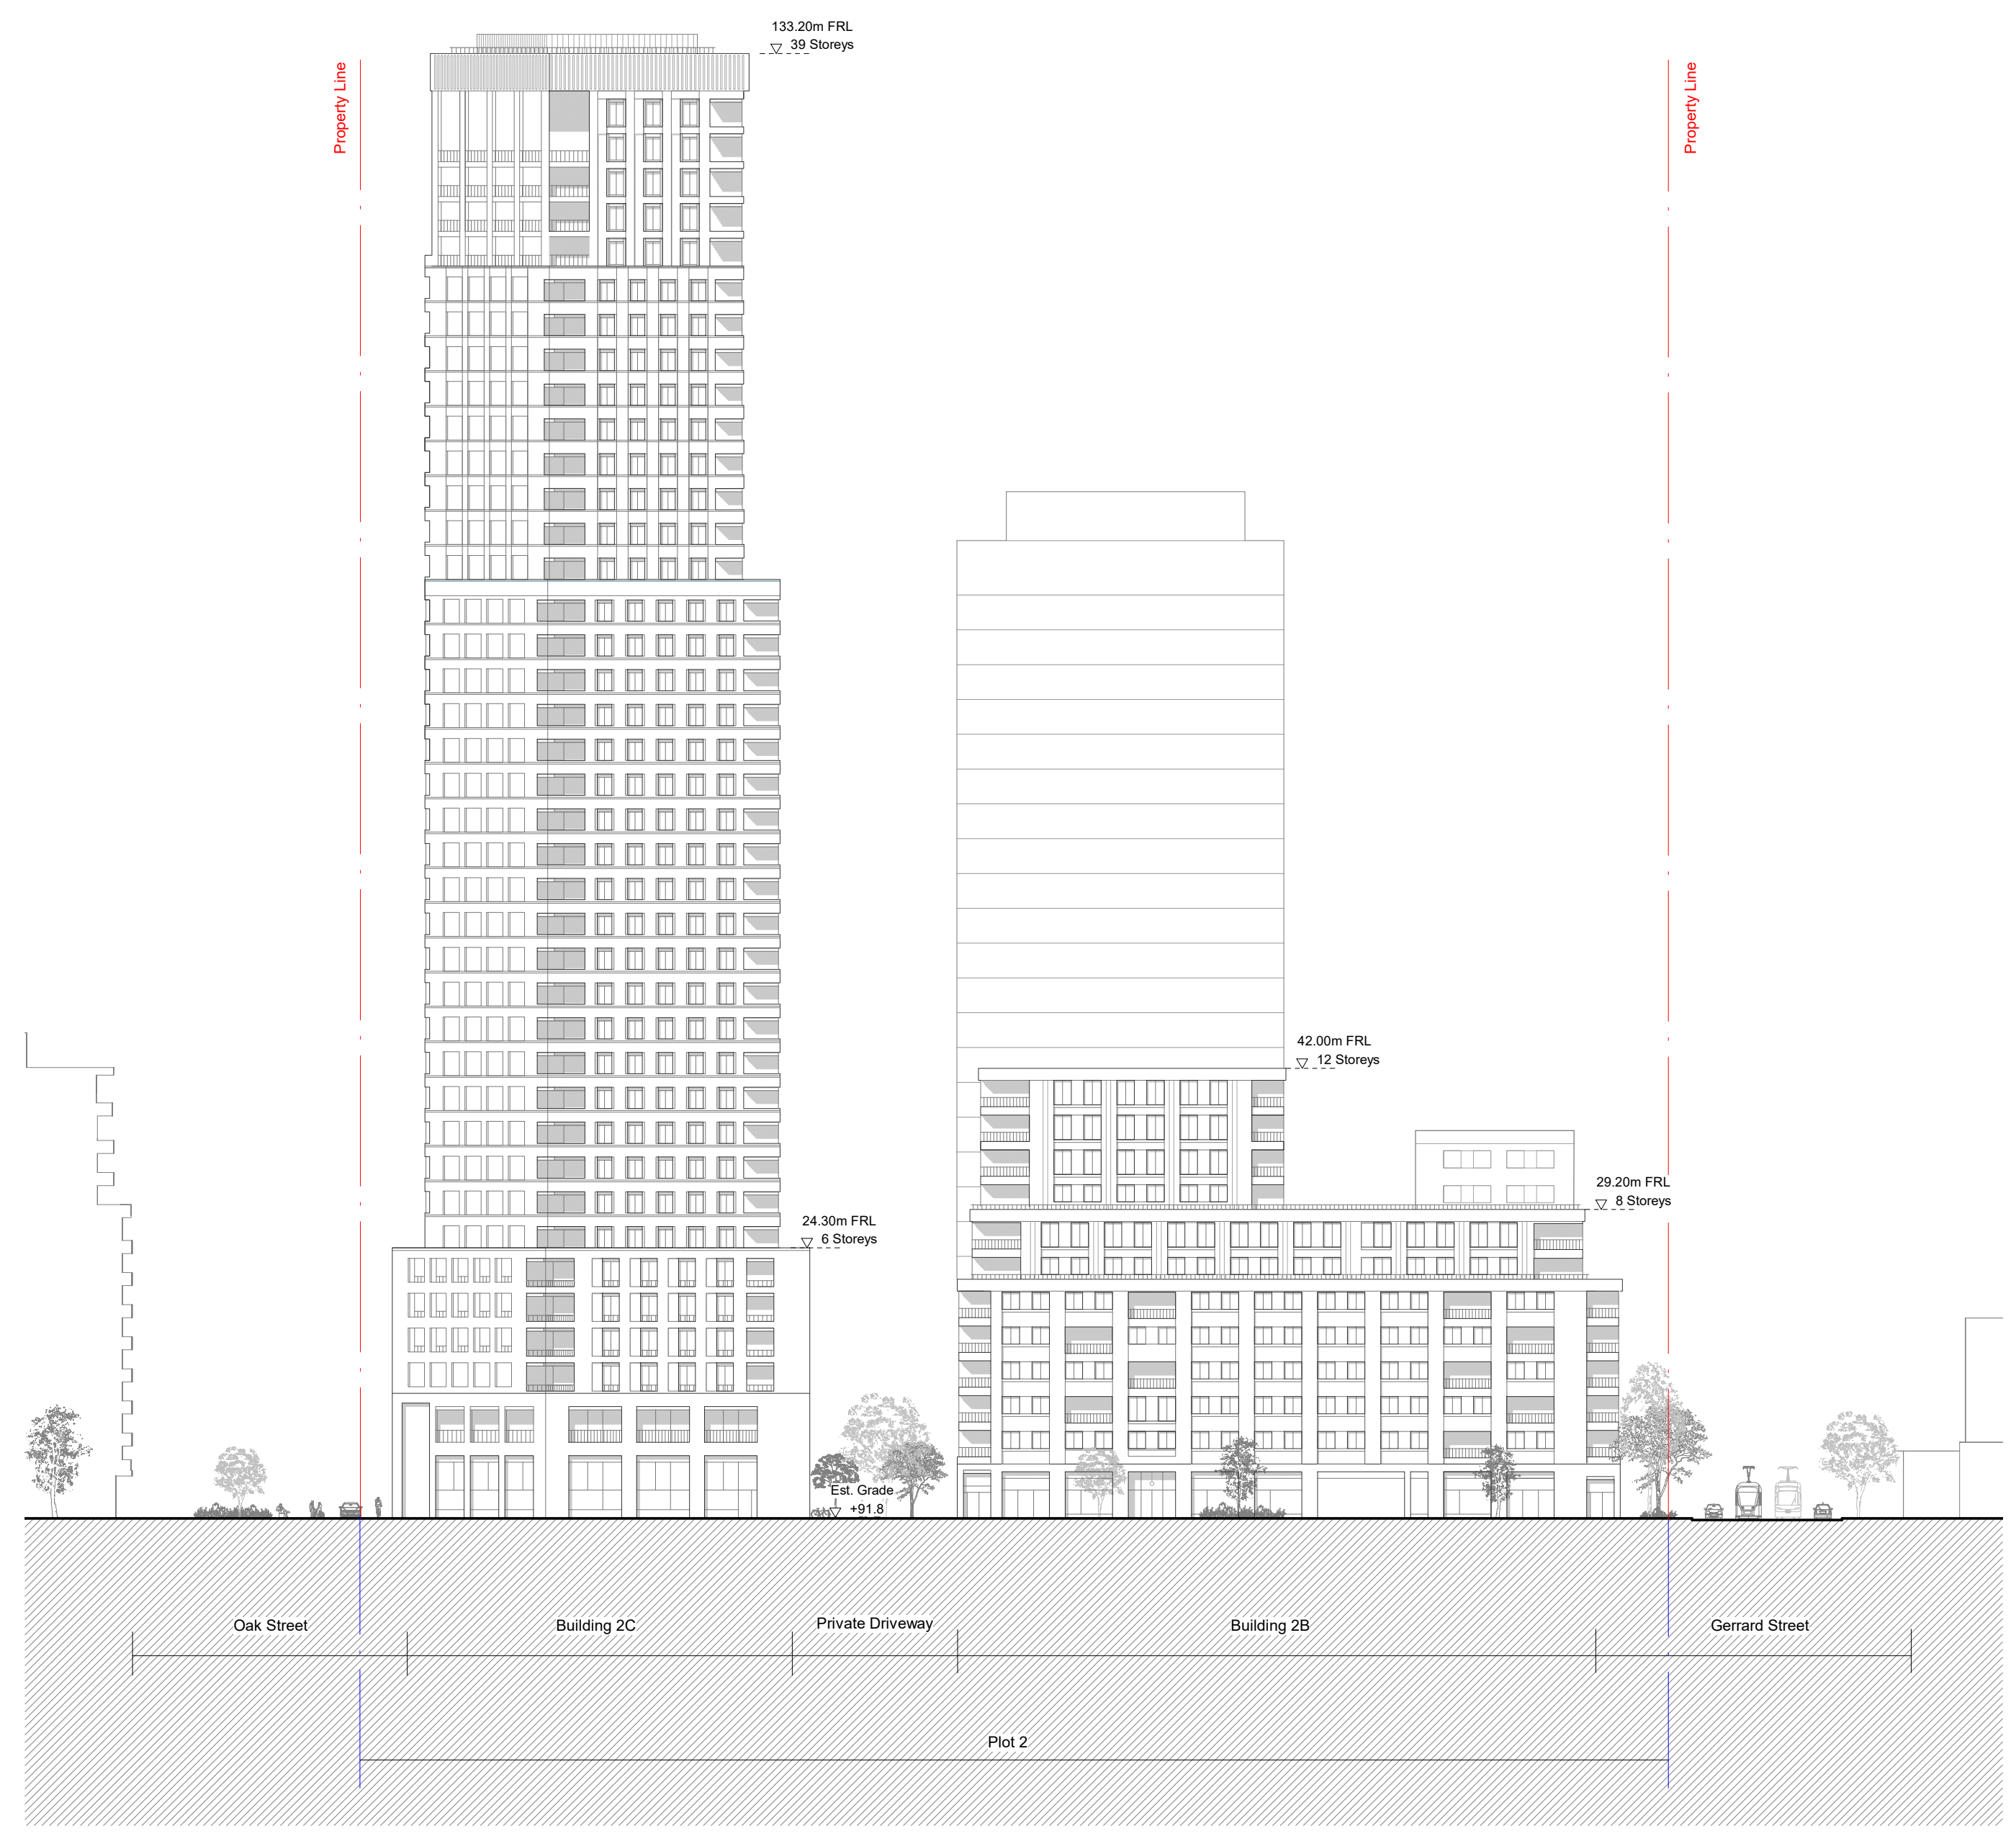 133.20m FRL
39 Storeys
Property Line
Property Line
42.00m FRL
12 Storeys
29.20m FRL
8 Storeys
24.30m FRL
6 Storeys
Est. Grade
+91.8
Oak Street
Building 2C
Private Driveway
Building 2B
Gerrard Street
Plot 2